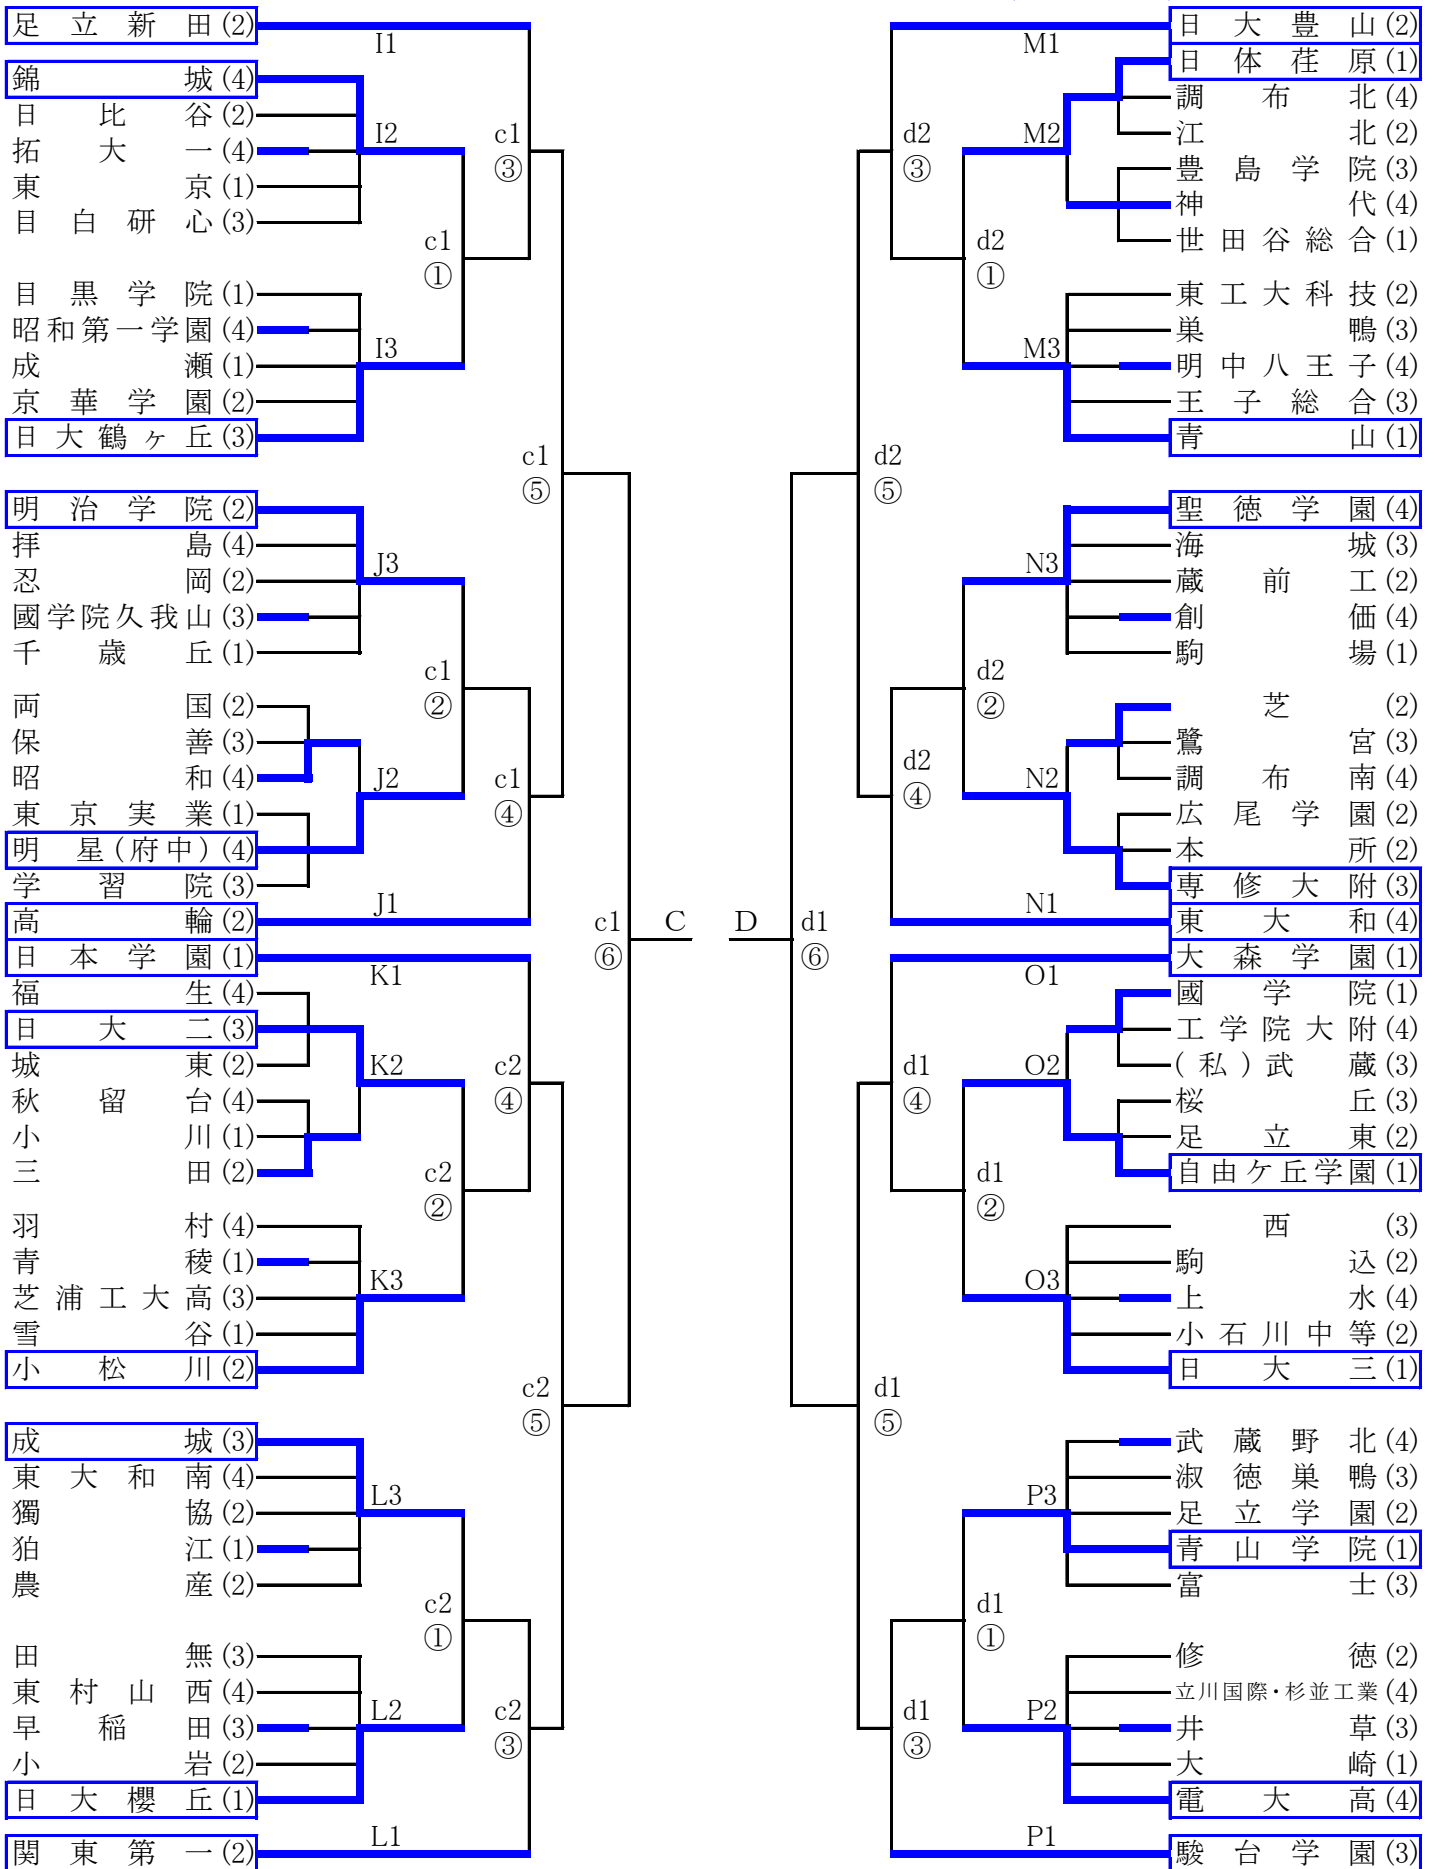 足立新田(2)
I1
錦城(4)
日比谷(2)
I2
拓大一(4)
東京(1)
目白研心(3)
c1
③
c1
①
目黒学院(1)
昭和第一学園(4)
I3
成瀬(1)
京華学園(2)
日大鶴ヶ丘(3)
c1
⑤
明治学院(2)
拝島(4)
J3
忍岡(2)
國学院久我山(3)
千歳丘(1)
c1
②
両国(2)
保善(3)
昭和(4)
J2
東京実業(1)
明星(府中)(4)
学習院(3)
c1
④
J1
高輪(2)
c1
⑥
C
日本学園(1)
K1
福生(4)
日大二(3)
城東(2)
K2
秋留台(4)
小川(1)
三田(2)
c2
④
c2
②
羽村(4)
青稜(1)
K3
芝浦工大高(3)
雪谷(1)
小松川(2)
c2
⑤
成城(3)
東大和南(4)
L3
獨協(2)
狛江(1)
農産(2)
c2
①
田無(3)
東村山西(4)
L2
早稲田(3)
小岩(2)
日大櫻丘(1)
c2
③
L1
関東第一(2)
日大豊山(2)
M1
日体荏原(1)
調布北(4)
M2
江北(2)
豊島学院(3)
神代(4)
世田谷総合(1)
d2
③
d2
①
東工大科技(2)
巣鴨(3)
M3
明中八王子(4)
王子総合(3)
青山(1)
d2
⑤
聖徳学園(4)
海城(3)
N3
蔵前工(2)
創価(4)
駒場(1)
d2
②
芝(2)
鷺宮(3)
調布南(4)
N2
広尾学園(2)
本所(2)
専修大附(3)
d2
④
N1
東大和(4)
D
d1
⑥
大森学園(1)
O1
國学院(1)
工学院大附(4)
(私)武蔵(3)
O2
桜丘(3)
足立東(2)
自由ケ丘学園(1)
d1
④
d1
②
西(3)
駒込(2)
O3
上水(4)
小石川中等(2)
日大三(1)
d1
⑤
武蔵野北(4)
淑徳巣鴨(3)
P3
足立学園(2)
青山学院(1)
富士(3)
d1
①
修徳(2)
立川国際・杉並工業(4)
P2
井草(3)
大崎(1)
電大高(4)
d1
③
P1
駿台学園(3)